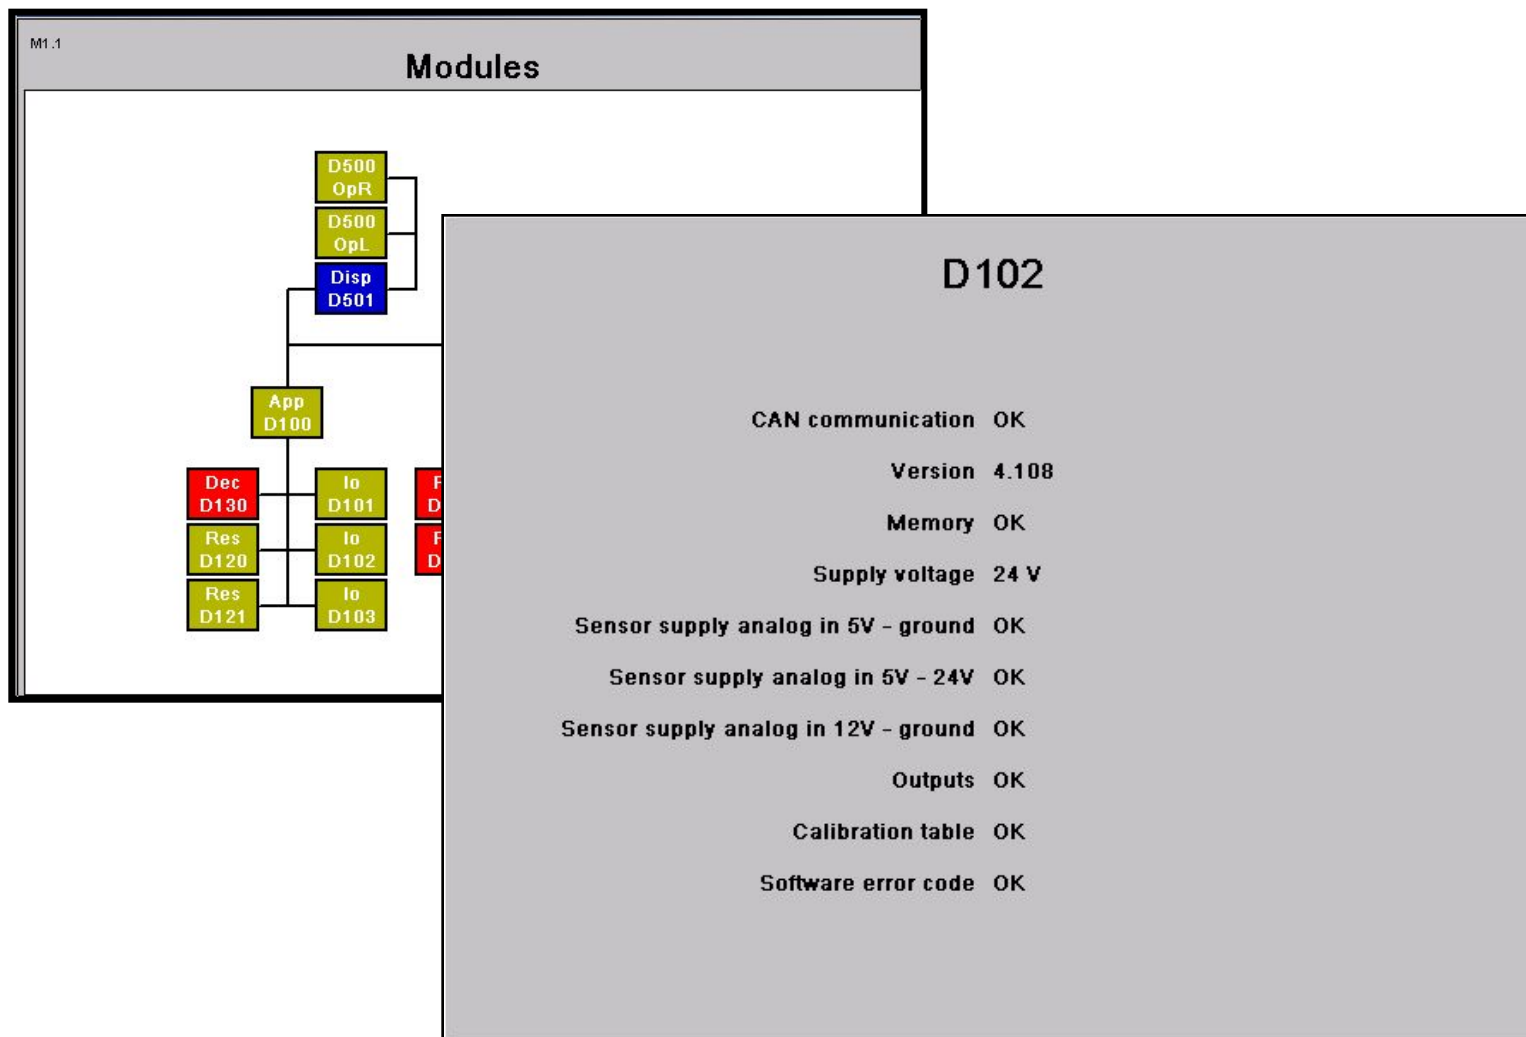 M1.1
Modules
D500
OpR
D500
OpL
Disp
D501
App
D100
Dec
D130
Io
D101
Res
D120
Io
D102
Res
D121
Io
D103
D102
CAN communication OK
Version 4.108
Memory OK
Supply voltage 24 V
Sensor supply analog in 5V - ground OK
Sensor supply analog in 5V - 24V OK
Sensor supply analog in 12V - ground OK
Outputs OK
Calibration table OK
Software error code OK